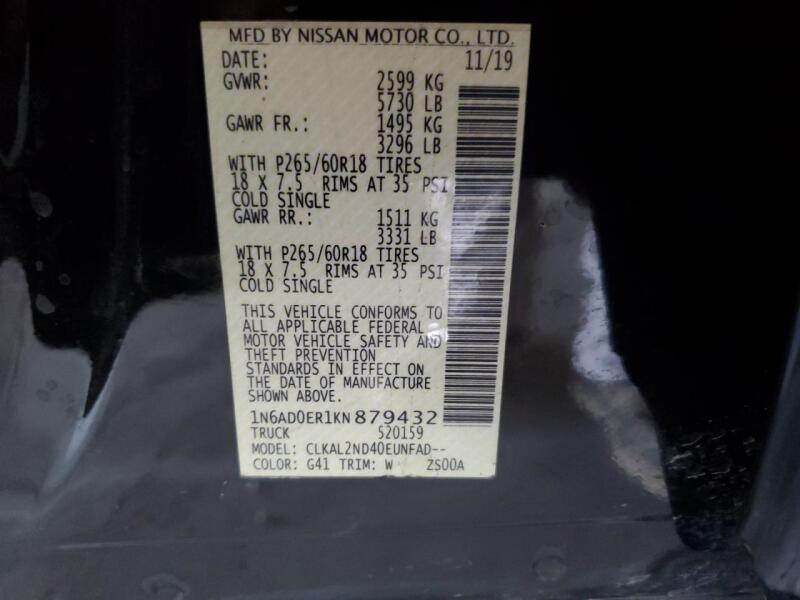 MFD BY NISSAN MOTOR CO., LTD.
DATE: 11/19
GVWR: 2599 KG
5730 LB
GAWR FR.: 1495 KG
3296 LB
WITH P265/60R18 TIRES
18 X 7.5 RIMS AT 35 PSI
COLD SINGLE
GAWR RR.: 1511 KG
3331 LB
WITH P265/60R18 TIRES
18 X 7.5 RIMS AT 35 PSI
COLD SINGLE
THIS VEHICLE CONFORMS TO
ALL APPLICABLE FEDERAL
MOTOR VEHICLE SAFETY AND
THEFT PREVENTION
STANDARDS IN EFFECT ON
THE DATE OF MANUFACTURE
SHOWN ABOVE.
1N6AD0ER1KN879432
TRUCK 520159
MODEL: CLKAL2ND40EUNFAD--
COLOR: G41 TRIM: W ZS00A